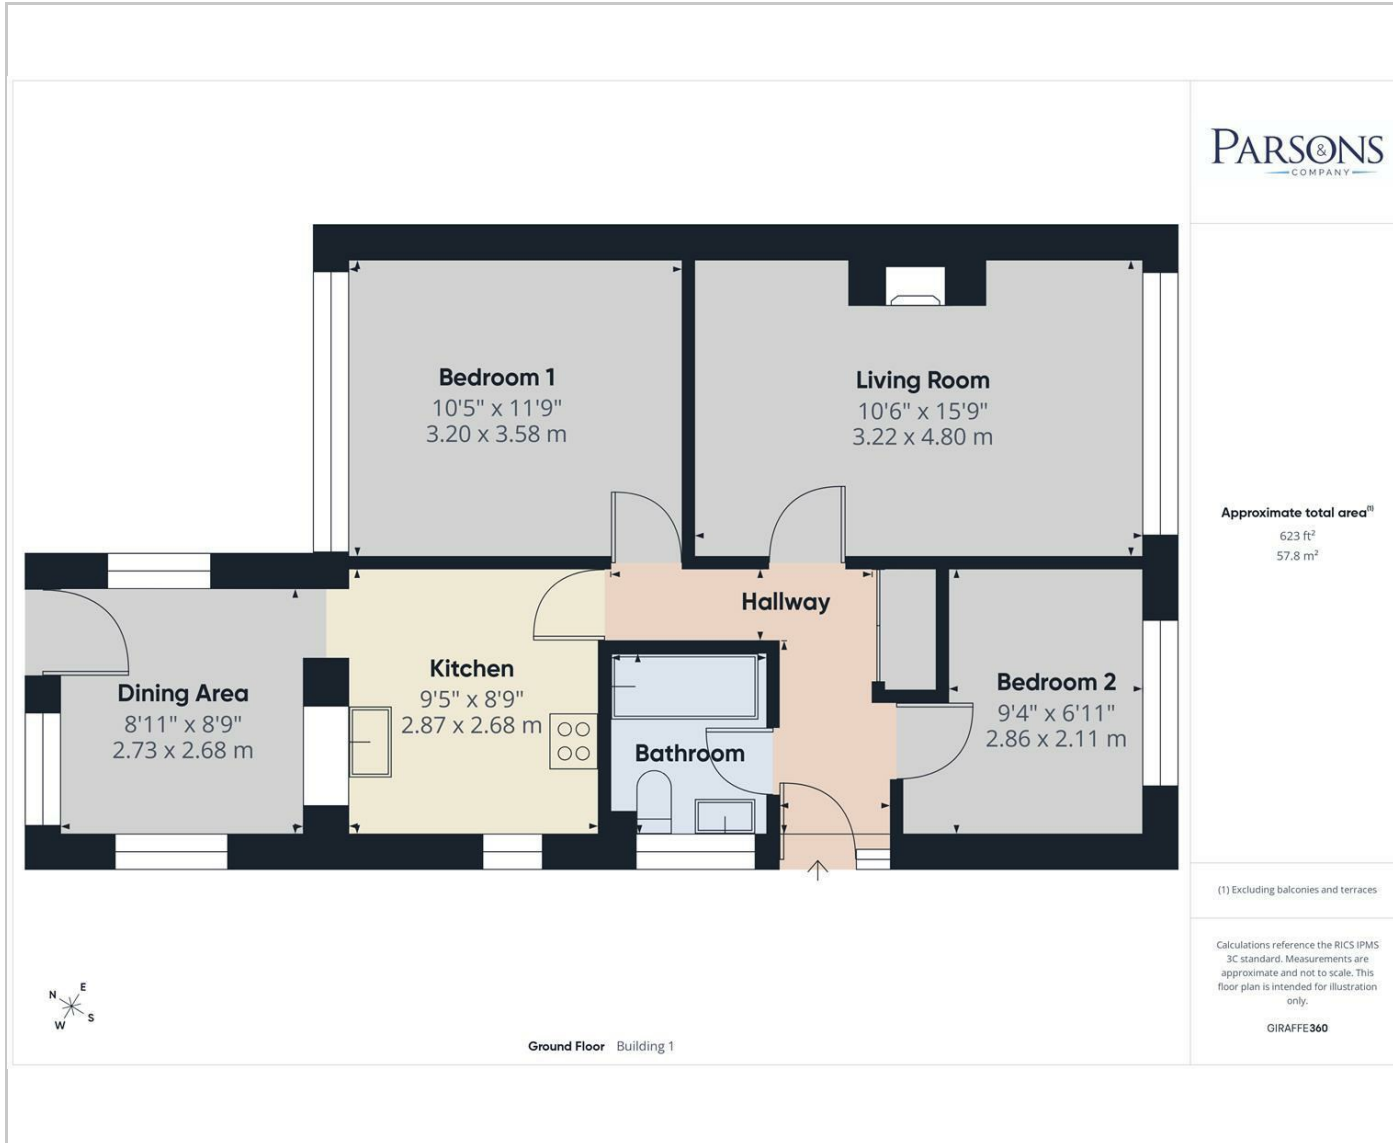 PARSONS
&
COMPANY
Bedroom 1
10'5" x 11'9"
3.20 x 3.58 m
Living Room
10'6" x 15'9"
3.22 x 4.80 m
Hallway
Kitchen
9'5" x 8'9"
2.87 x 2.68 m
Dining Area
8'11" x 8'9"
2.73 x 2.68 m
Bathroom
Bedroom 2
9'4" x 6'11"
2.86 x 2.11 m
Approximate total area⁽¹⁾
623 ft²
57.8 m²
(1) Excluding balconies and terraces
Calculations reference the RICS IPMS
3C standard. Measurements are
approximate and not to scale. This
floor plan is intended for illustration
only.
GIRAFFE360
N
E
S
W
Ground Floor Building 1